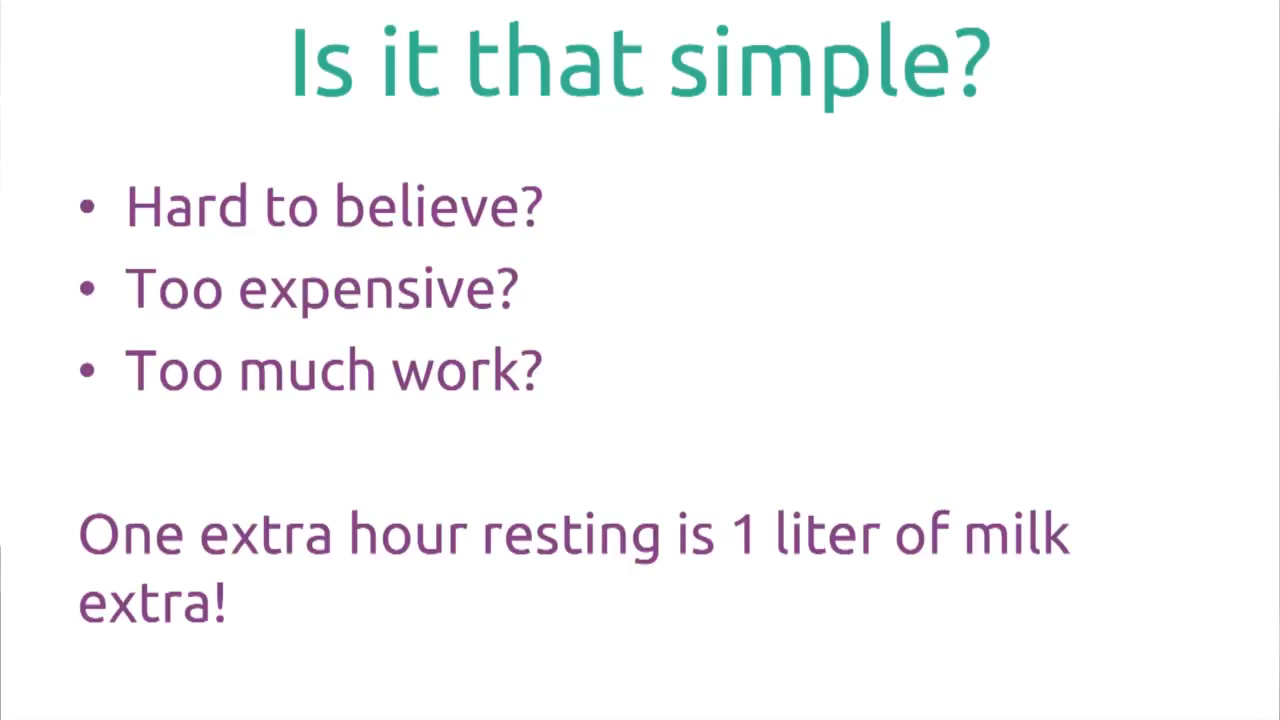 Is it that simple?
• Hard to believe?
• Too expensive?
• Too much work?
One extra hour resting is 1 liter of milk
extra!